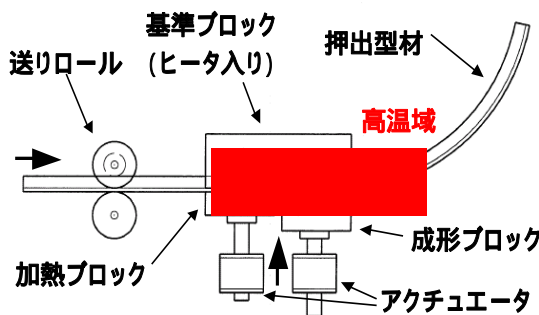 基準ブロック
(ヒータ入り)
送りロール
押出型材
高温域
成形ブロック
加熱ブロック
アクチュエータ